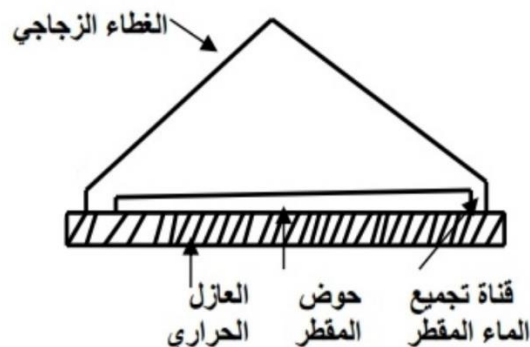 الغطاء الزجاجي
قناة تجميع
الماء المقطر
حوض
المقطر
العازل
الحراري